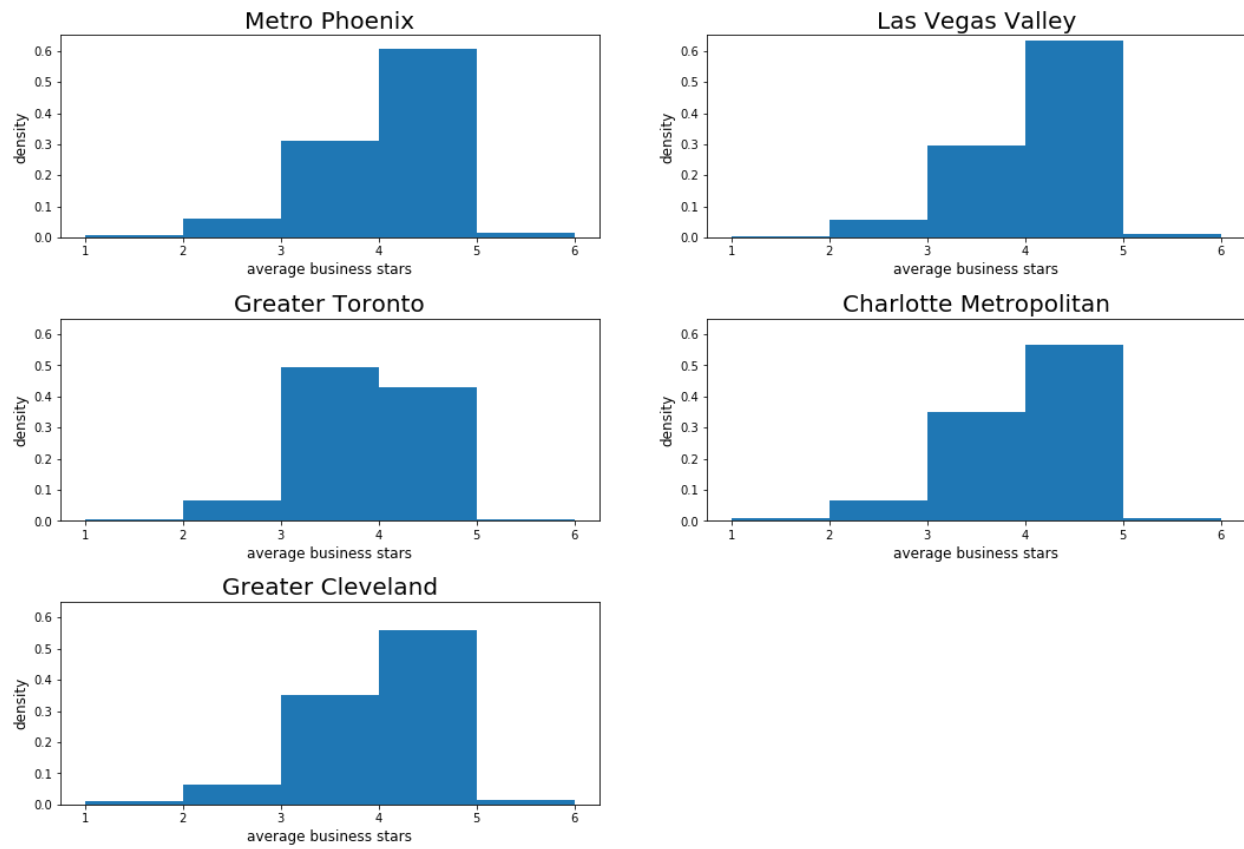 Metro Phoenix
density
0.6
0.5
0.4
0.3
0.2
0.1
0.0
1 2 3 4 5 6
average business stars
Las Vegas Valley
density
0.6
0.5
0.4
0.3
0.2
0.1
0.0
1 2 3 4 5 6
average business stars
Greater Toronto
density
0.6
0.5
0.4
0.3
0.2
0.1
0.0
1 2 3 4 5 6
average business stars
Charlotte Metropolitan
density
0.6
0.5
0.4
0.3
0.2
0.1
0.0
1 2 3 4 5 6
average business stars
Greater Cleveland
density
0.6
0.5
0.4
0.3
0.2
0.1
0.0
1 2 3 4 5 6
average business stars